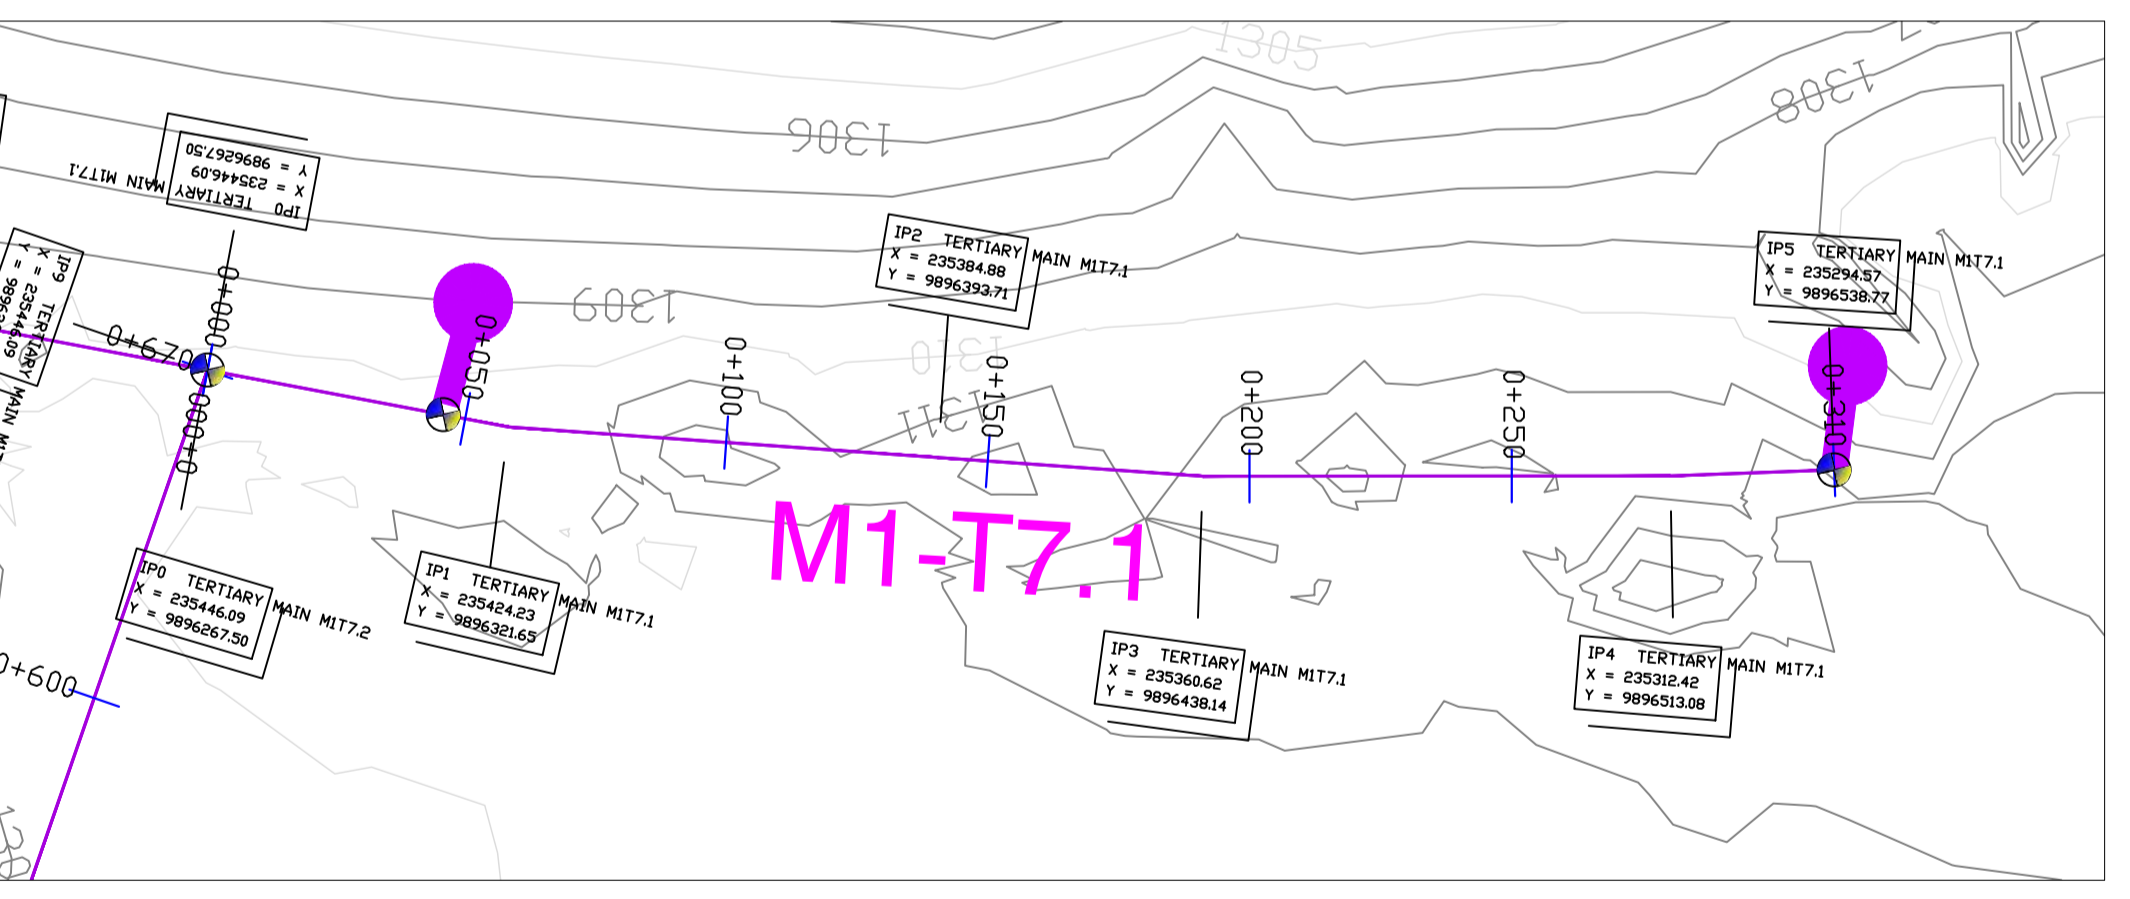 1305
1308
1306
IP0 TERTIARY MAIN M1T7.1
X = 235446.09
Y = 9896267.50
IP2 TERTIARY MAIN M1T7.1
X = 235384.88
Y = 9896393.71
IP5 TERTIARY MAIN M1T7.1
X = 235294.57
Y = 9896538.77
IP9 TERTIARY MAIN
X = 235446.09
1309
1310
1311
0+000
0+050
0+100
0+150
0+200
0+250
0+310
0+000
M1-T7.1
IP0 TERTIARY MAIN M1T7.2
X = 235446.09
Y = 9896267.50
IP1 TERTIARY MAIN M1T7.1
X = 235424.23
Y = 9896321.65
IP3 TERTIARY MAIN M1T7.1
X = 235360.62
Y = 9896438.14
IP4 TERTIARY MAIN M1T7.1
X = 235312.42
Y = 9896513.08
0+600